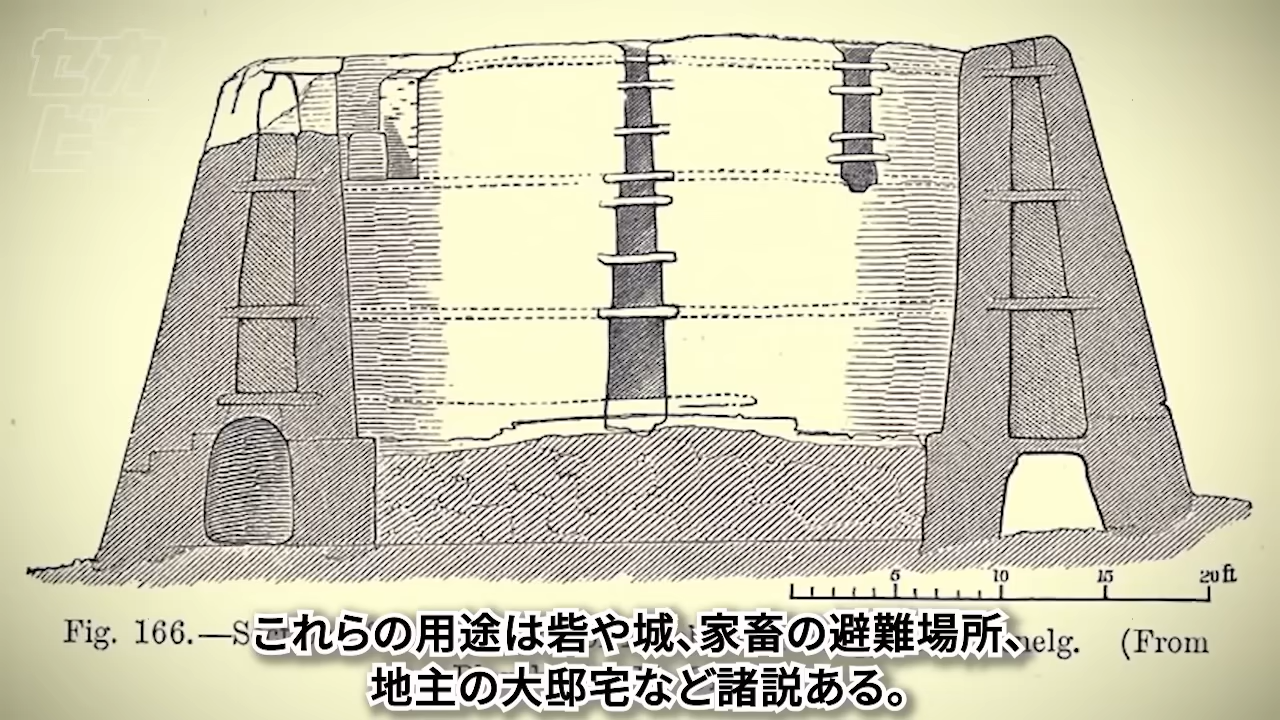 セカ
5 10 15 20 ft
Fig. 166.—S
nelg. (From
これらの用途は砦や城、家畜の避難場所、
地主の大邸宅など諸説ある。